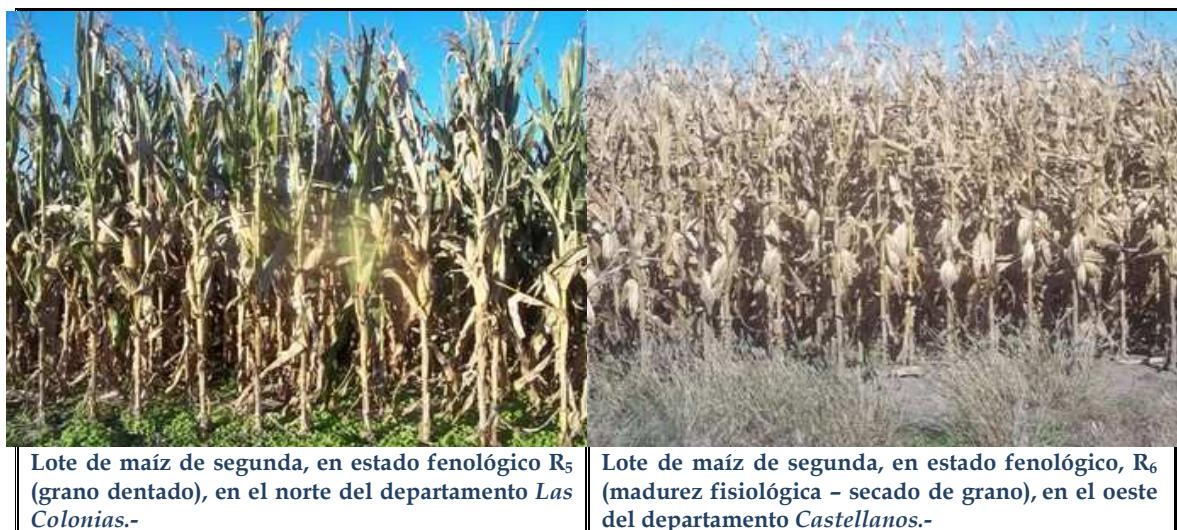 Lote de maíz de segunda, en estado fenológico R₅
(grano dentado), en el norte del departamento Las
Colonias.-
Lote de maíz de segunda, en estado fenológico, R₆
(madurez fisiológica – secado de grano), en el oeste
del departamento Castellanos.-